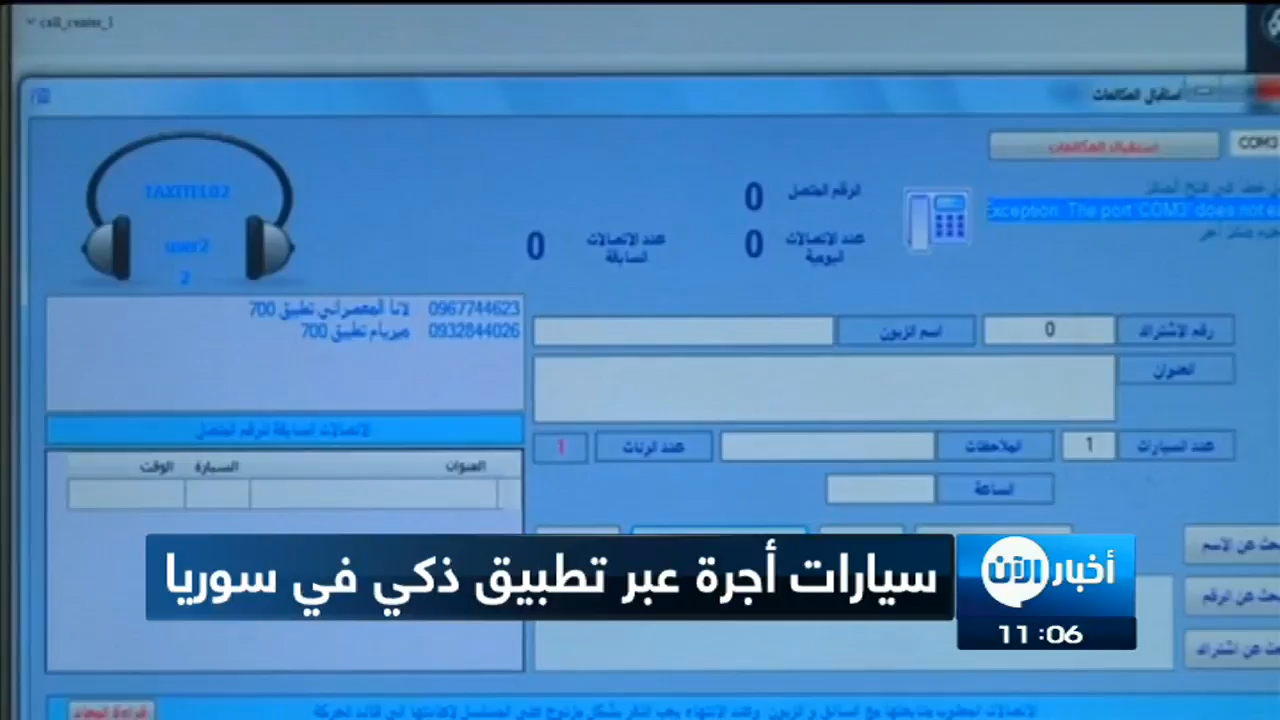 call_center_1
استقبال المكالمات
استقبال المكالمات
COM3
TAXITEL02
user2
2
الرقم المتصل
0
Exception: The port 'COM3' does not
عدد الاتصالات اليومية
0
عدد الاتصالات السابقة
0
0967744623 لانا المعمراني تطبيق 700
0932844026 ميريام تطبيق 700
رقم الاشتراك
0
اسم الزبون
العنوان
عدد السيارات
1
الملاحظات
عدد الرنات
1
الساعة
الاتصالات السابقة للرقم المتصل
العنوان
السيارة
الوقت
بحث عن الاسم
بحث عن الرقم
بحث عن اشتراك
سيارات أجرة عبر تطبيق ذكي في سوريا
أخبار الآن
11:06